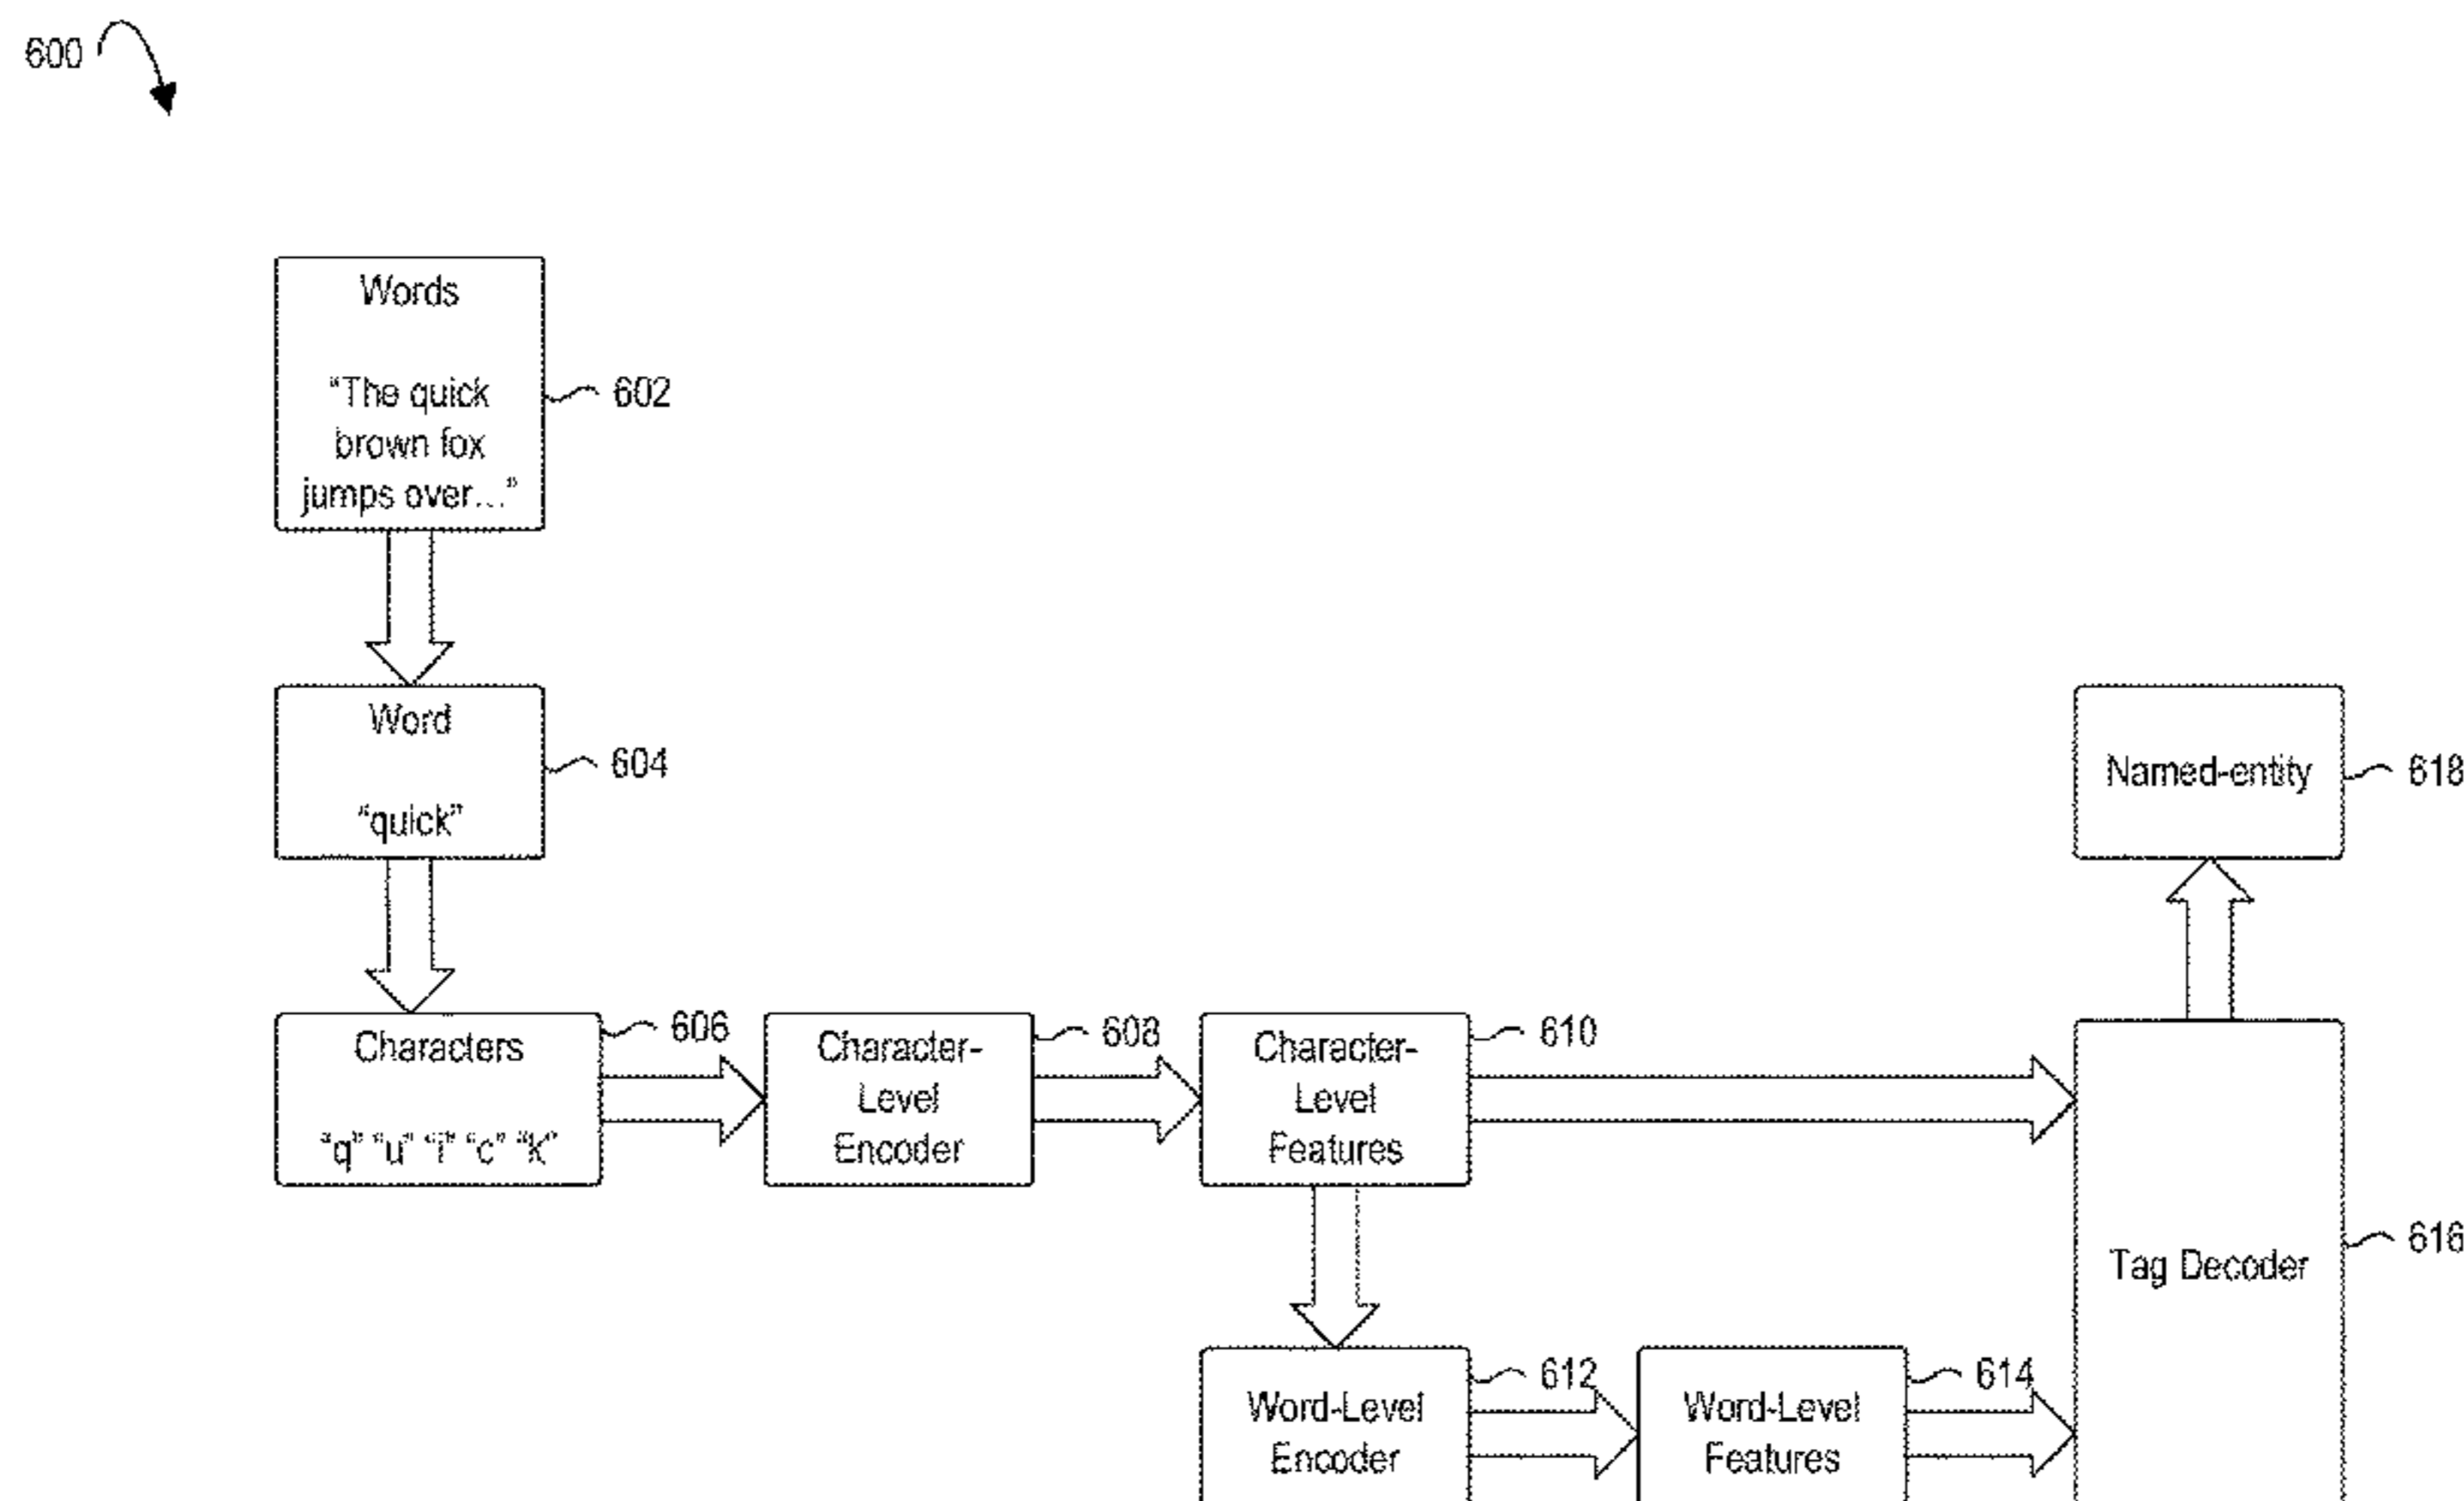 600
Words
“The quick
brown fox
jumps over...”
602
Word
“quick”
604
Named-entity
618
Characters
“q” “u” “i” “c” “k”
606
Character-
Level
Encoder
608
Character-
Level
Features
610
Tag Decoder
616
Word-Level
Encoder
612
Word-Level
Features
614